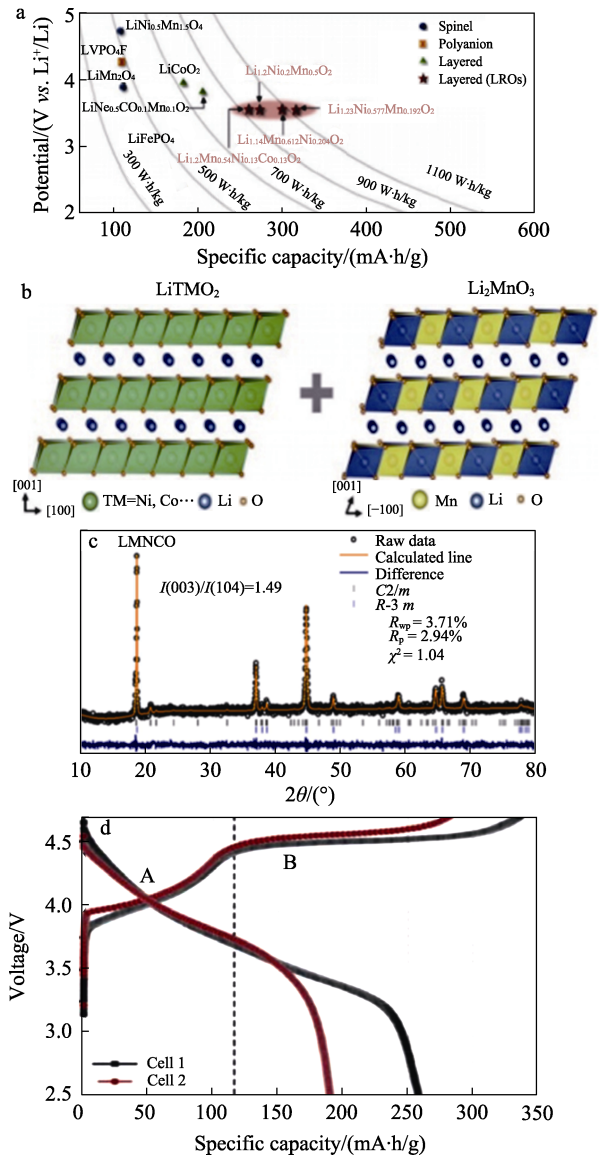 a
Potential/(V vs. Li⁺/Li)
5
4
3
2
LiNi₀.₅Mn₁.₅O₄
LVPO₄F
LiMn₂O₄
LiNe₀.₅CO₀.₁Mn₀.₁O₂
LiCoO₂
LiFePO₄
Li₁.₂Ni₀.₂Mn₀.₅O₂
Li₁.₂₃Ni₀.₅₇₇Mn₀.₁₉₂O₂
Li₁.₁₄Mn₀.₆₁₂Ni₀.₂₀₄O₂
Li₁.₂Mn₀.₅₄Ni₀.₁₃Co₀.₁₃O₂
Spinel
Polyanion
Layered
Layered (LROs)
300 W·h/kg
500 W·h/kg
700 W·h/kg
900 W·h/kg
1100 W·h/kg
100 200 300 400 500 600
Specific capacity/(mA·h/g)
b
LiTMO₂
Li₂MnO₃
[001]
[100]
TM=Ni, Co··· Li O
[001]
[−100]
Mn Li O
c
LMNCO
I(003)/I(104)=1.49
Raw data
Calculated line
Difference
C2/m
R-3 m
Rwp = 3.71%
Rp = 2.94%
χ² = 1.04
10 20 30 40 50 60 70 80
2θ/(°)
d
Voltage/V
4.5
4.0
3.5
3.0
2.5
A
B
Cell 1
Cell 2
0 50 100 150 200 250 300 350
Specific capacity/(mA·h/g)